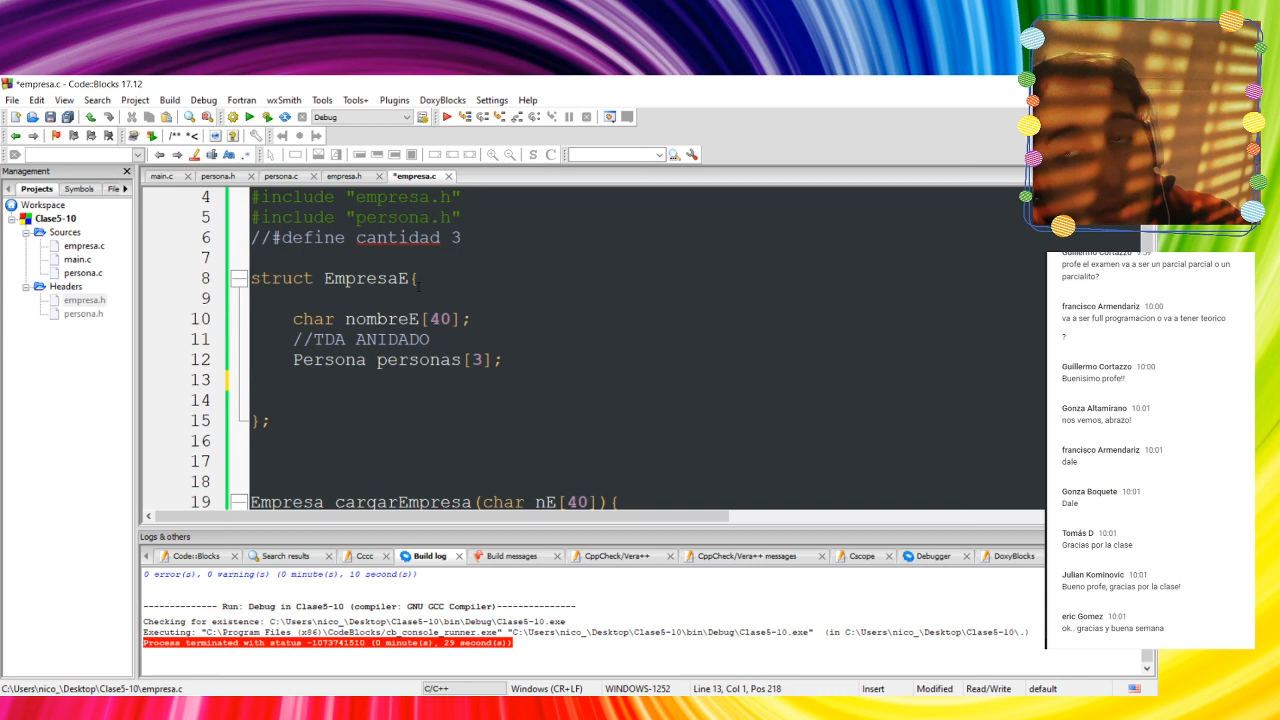 *empresa.c - Code::Blocks 17.12
File Edit View Search Project Build Debug Fortran wxSmith Tools Tools+ Plugins DoxyBlocks Settings Help
Debug
Management
main.c persona.h persona.c empresa.h *empresa.c
Projects Symbols File
Workspace
Clase5-10
Sources
empresa.c
main.c
persona.c
Headers
empresa.h
persona.h
4 #include "empresa.h"
5 #include "persona.h"
6 //#define cantidad 3
7
8 struct EmpresaE{
9
10 char nombreE[40];
11 //TDA ANIDADO
12 Persona personas[3];
13
14
15 };
16
17
18
19 Empresa cargarEmpresa(char nE[40]){
Logs & others
Code::Blocks Search results Cccc Build log Build messages CppCheck/Vera++ CppCheck/Vera++ messages Cscope Debugger DoxyBlocks
0 error(s), 0 warning(s) (0 minute(s), 10 second(s))
-------------- Run: Debug in Clase5-10 (compiler: GNU GCC Compiler)---------------
Checking for existence: C:\Users\nico_\Desktop\Clase5-10\bin\Debug\Clase5-10.exe
Executing: "C:\Program Files (x86)\CodeBlocks/cb_console_runner.exe" "C:\Users\nico_\Desktop\Clase5-10\bin\Debug\Clase5-10.exe" (in C:\Users\nico_\Desktop\Clase5-10\.)
Process terminated with status -1073741510 (0 minute(s), 29 second(s))
C:\Users\nico_\Desktop\Clase5-10\empresa.c C/C++ Windows (CR+LF) WINDOWS-1252 Line 13, Col 1, Pos 218 Insert Modified Read/Write default
Guillermo Cortazzo 9:59
profe el examen va a ser un parcial parcial o un
parcialito?
francisco Armendariz 10:00
va a ser full programacion o va a tener teorico
?
Guillermo Cortazzo 10:00
Buenisimo profe!!
Gonza Altamirano 10:01
nos vemos, abrazo!
francisco Armendariz 10:01
dale
Gonza Boquete 10:01
Dale
Tomás D 10:01
Gracias por la clase
Julian Kominovic 10:01
Bueno profe, gracias por la clase!
eric Gomez 10:01
ok.. gracias y buena semana